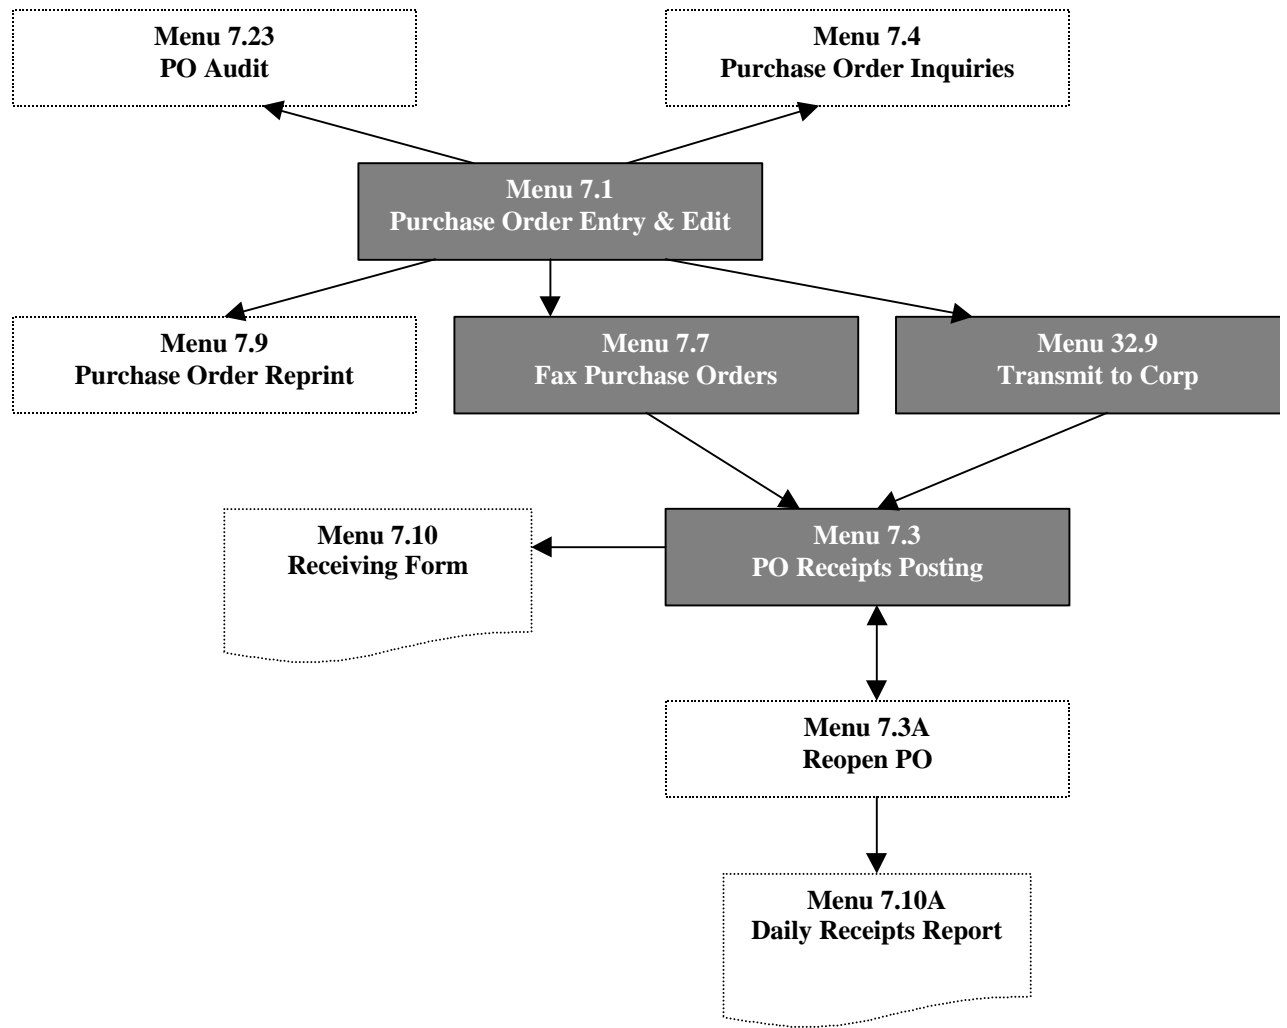 Menu 7.23
PO Audit
Menu 7.4
Purchase Order Inquiries
Menu 7.1
Purchase Order Entry & Edit
Menu 7.9
Purchase Order Reprint
Menu 7.7
Fax Purchase Orders
Menu 32.9
Transmit to Corp
Menu 7.10
Receiving Form
Menu 7.3
PO Receipts Posting
Menu 7.3A
Reopen PO
Menu 7.10A
Daily Receipts Report